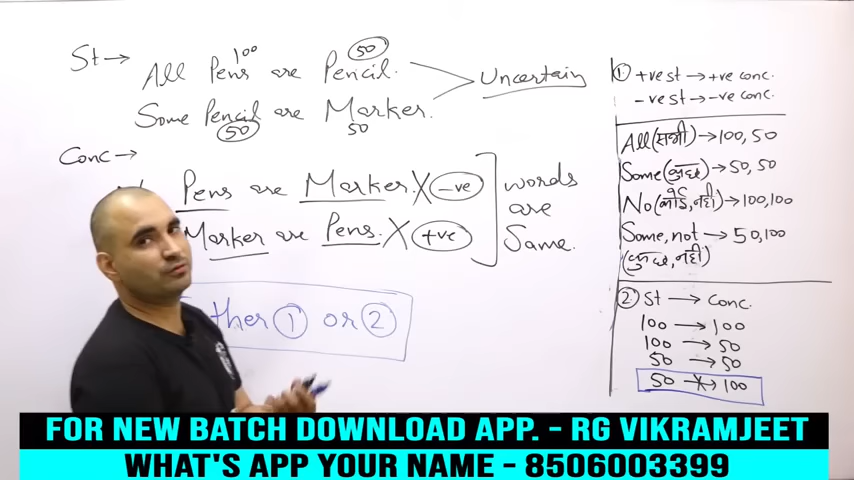 St →
All Pens are Pencil.
100
50
Some Pencil are Marker.
50
50
Uncertain
Conc →
Pens are Marker. X -ve
Marker are Pens. X +ve
words
are
Same.
ther 1 or 2
1. +ve st → +ve conc.
-ve st → -ve conc.
All (सभी) → 100, 50
Some (कुछ) → 50, 50
No (कोई, नहीं) → 100, 100
Some, not → 50, 100
(कुछ, नहीं)
2. St → Conc.
100 → 100
100 → 50
50 → 50
50 -X→ 100
FOR NEW BATCH DOWNLOAD APP. - RG VIKRAMJEET
WHAT'S APP YOUR NAME - 8506003399